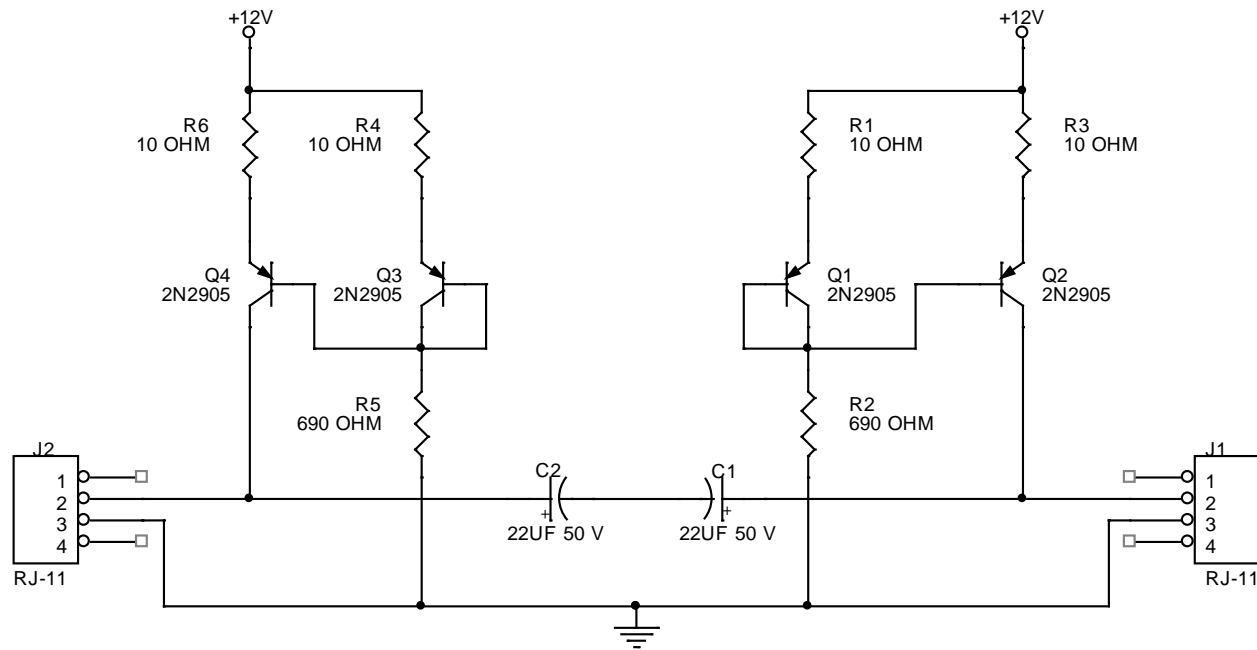 +12V
+12V
R6
10 OHM
R4
10 OHM
R1
10 OHM
R3
10 OHM
Q4
2N2905
Q3
2N2905
Q1
2N2905
Q2
2N2905
R5
690 OHM
R2
690 OHM
J2
1
2
3
4
RJ-11
C2
+
22UF 50 V
C1
+
22UF 50 V
J1
1
2
3
4
RJ-11